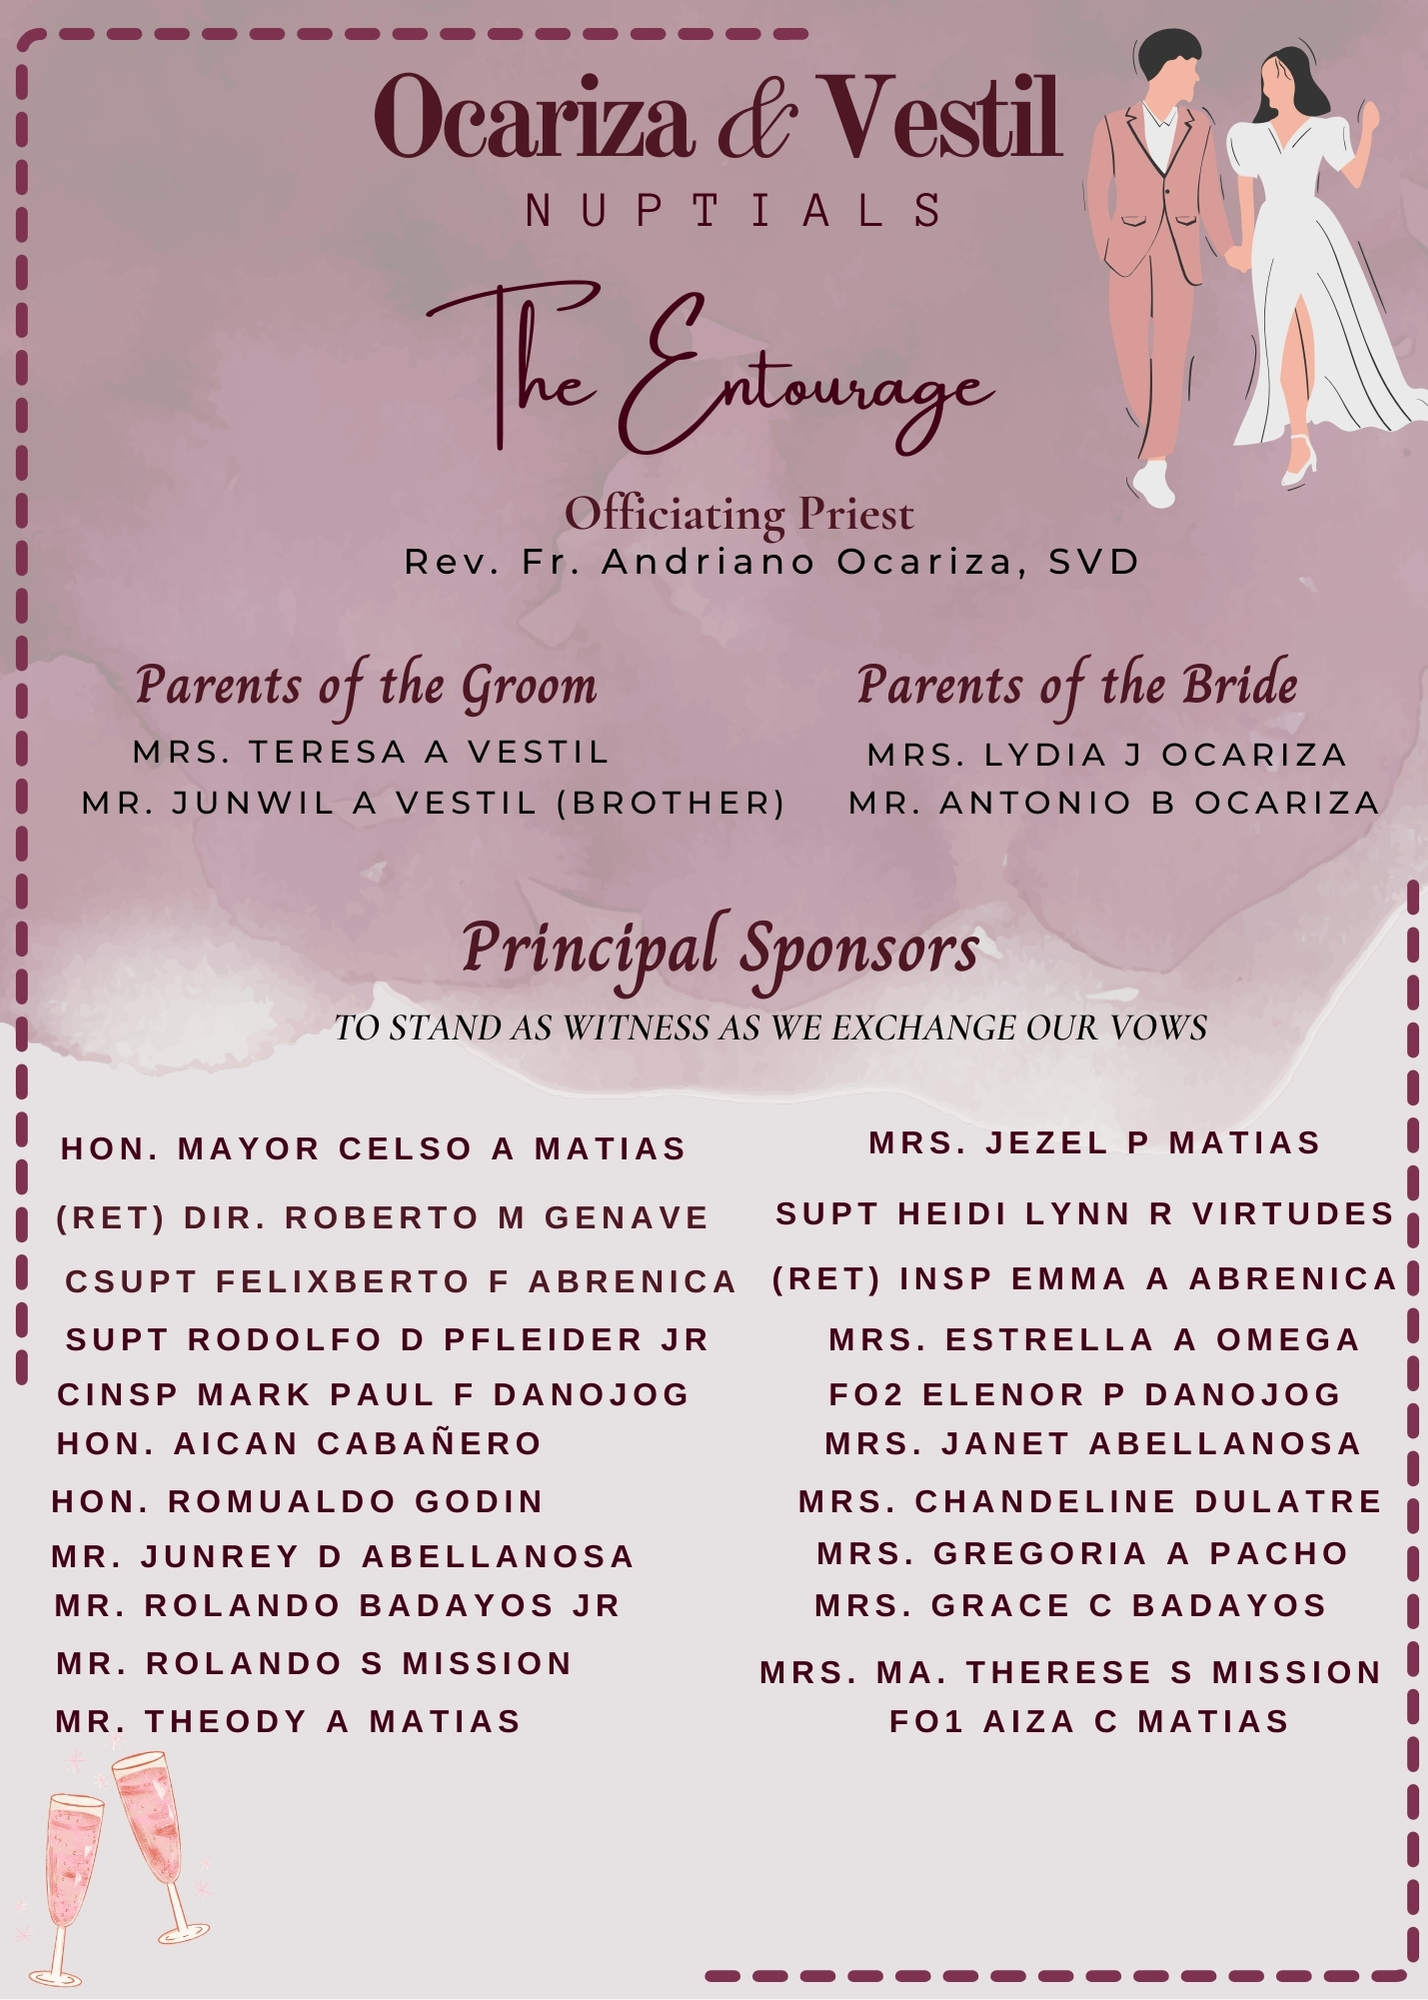 Ocariza & Vestil
NUPTIALS
The Entourage
Officiating Priest
Rev. Fr. Andriano Ocariza, SVD
Parents of the Groom
MRS. TERESA A VESTIL
MR. JUNWIL A VESTIL (BROTHER)
Parents of the Bride
MRS. LYDIA J OCARIZA
MR. ANTONIO B OCARIZA
Principal Sponsors
TO STAND AS WITNESS AS WE EXCHANGE OUR VOWS
HON. MAYOR CELSO A MATIAS
MRS. JEZEL P MATIAS
(RET) DIR. ROBERTO M GENAVE
SUPT HEIDI LYNN R VIRTUDES
CSUPT FELIXBERTO F ABRENICA
(RET) INSP EMMA A ABRENICA
SUPT RODOLFO D PFLEIDER JR
MRS. ESTRELLA A OMEGA
CINSP MARK PAUL F DANOJOG
FO2 ELENOR P DANOJOG
HON. AICAN CABAÑERO
MRS. JANET ABELLANOSA
HON. ROMUALDO GODIN
MRS. CHANDELINE DULATRE
MR. JUNREY D ABELLANOSA
MRS. GREGORIA A PACHO
MR. ROLANDO BADAYOS JR
MRS. GRACE C BADAYOS
MR. ROLANDO S MISSION
MRS. MA. THERESE S MISSION
MR. THEODY A MATIAS
FO1 AIZA C MATIAS